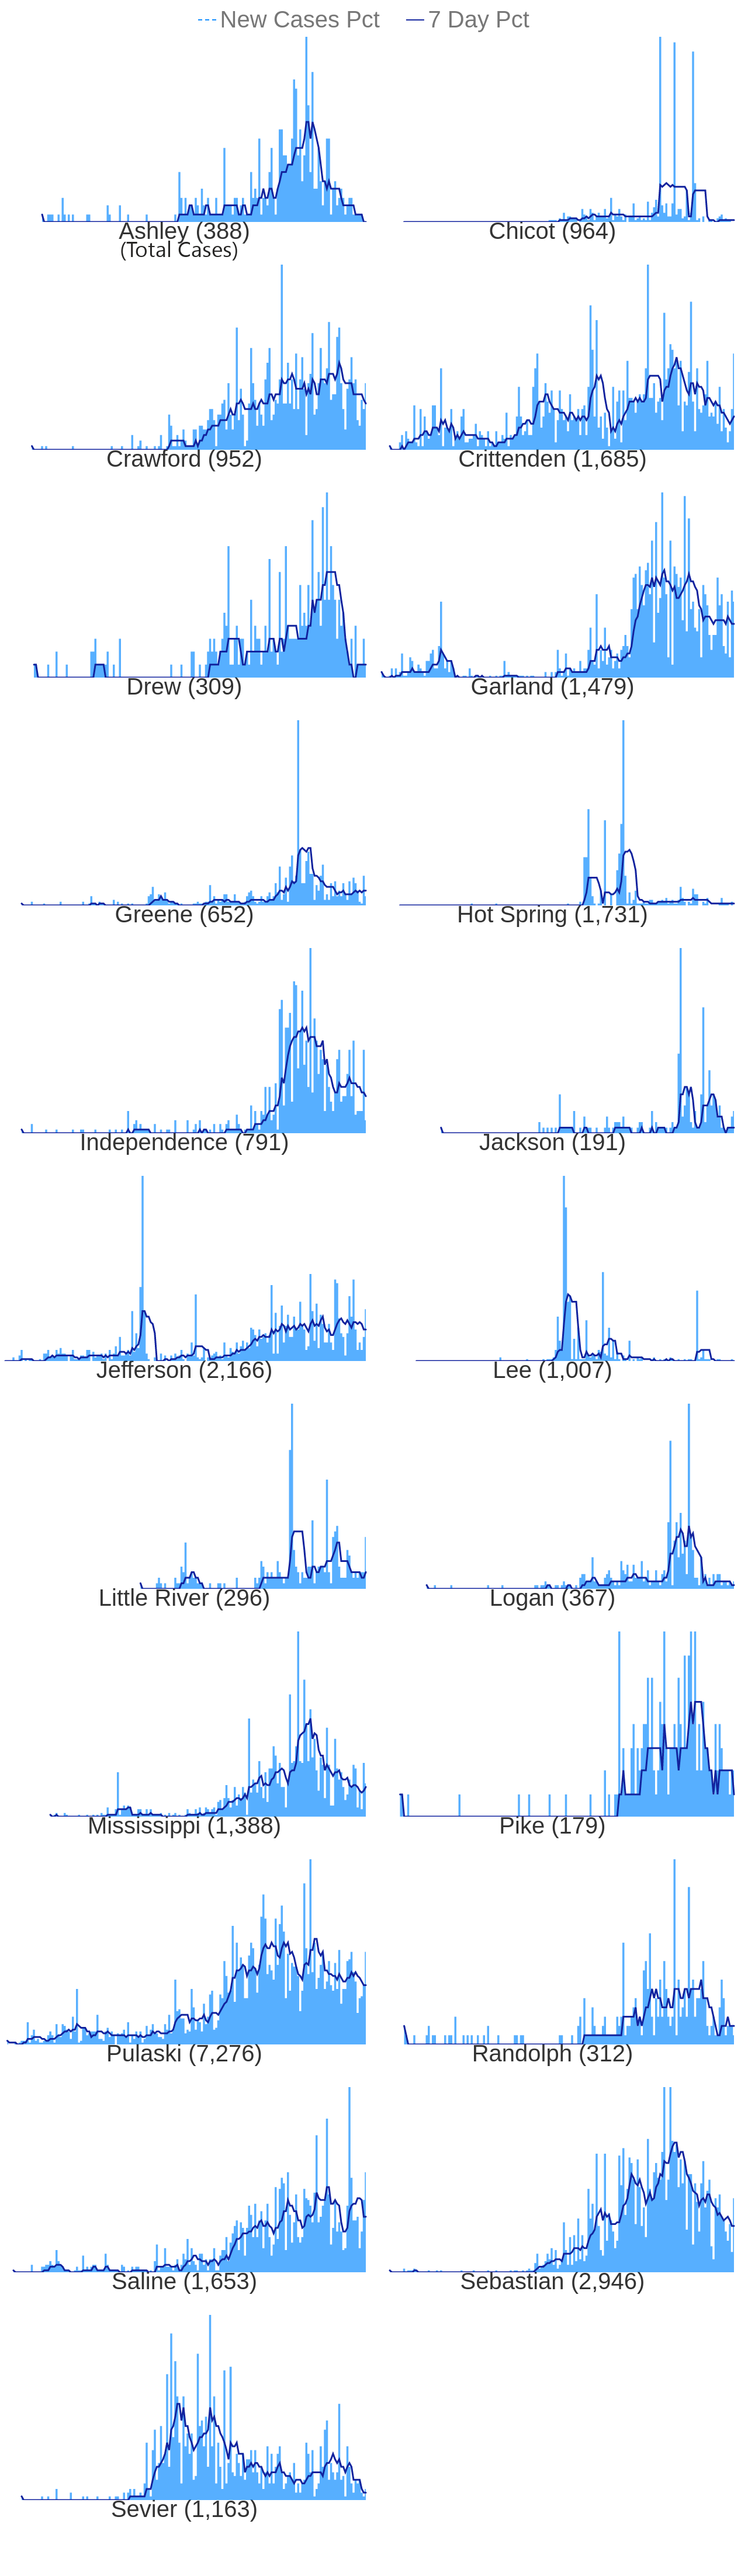 New Cases Pct 7 Day Pct
Ashley (388) Chicot (964)
(Total Cases)
Crawford (952) Crittenden (1,685)
Drew (309) Garland (1,479)
Greene (652) Hot Spring (1,731)
Independence (791) Jackson (191)
Jefferson (2,166) Lee (1,007)
Little River (296) Logan (367)
Mississippi (1,388) Pike (179)
Pulaski (7,276) Randolph (312)
Saline (1,653) Sebastian (2,946)
Sevier (1,163)